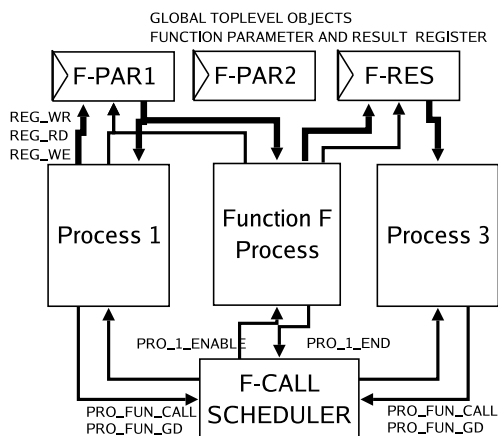 GLOBAL TOPLEVEL OBJECTS
FUNCTION PARAMETER AND RESULT REGISTER
F-PAR1
F-PAR2
F-RES
REG_WR
REG_RD
REG_WE
Process 1
Function F
Process
Process 3
PRO_1_ENABLE
PRO_1_END
F-CALL
SCHEDULER
PRO_FUN_CALL
PRO_FUN_GD
PRO_FUN_CALL
PRO_FUN_GD